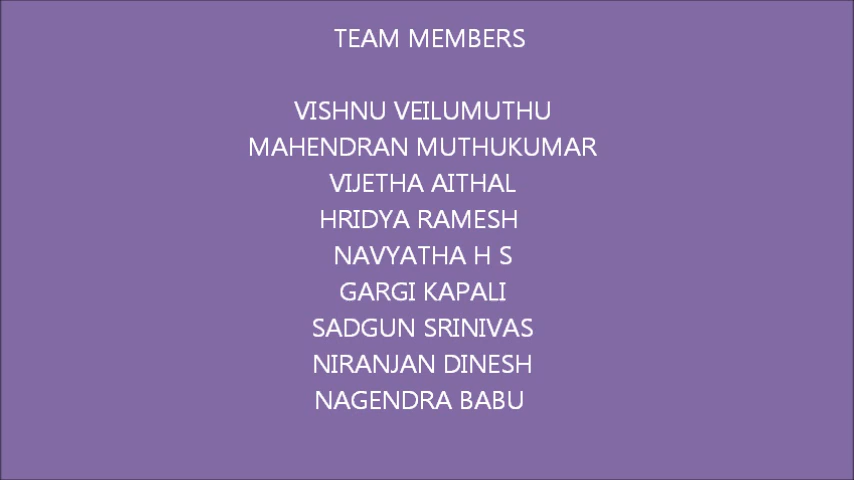 TEAM MEMBERS
VISHNU VEILUMUTHU
MAHENDRAN MUTHUKUMAR
VIJETHA AITHAL
HRIDYA RAMESH
NAVYATHA H S
GARGI KAPALI
SADGUN SRINIVAS
NIRANJAN DINESH
NAGENDRA BABU